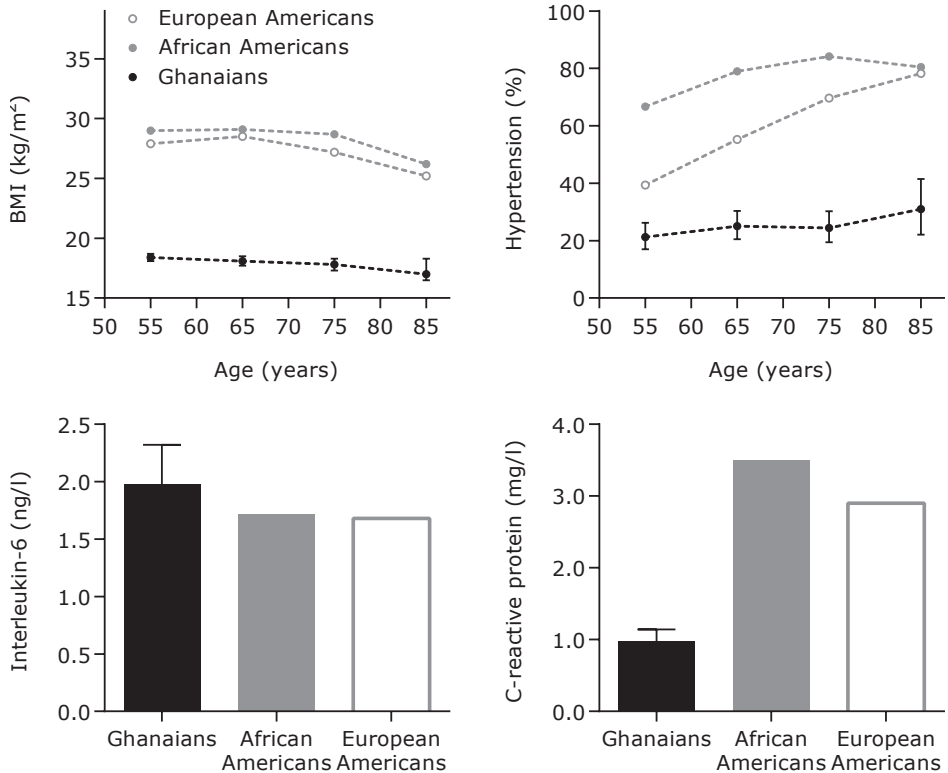 European Americans
African Americans
Ghanaians
BMI (kg/m²)
35
30
25
20
15
50 55 60 65 70 75 80 85
Age (years)
Hypertension (%)
100
80
60
40
20
0
50 55 60 65 70 75 80 85
Age (years)
Interleukin-6 (ng/l)
2.5
2.0
1.5
1.0
0.5
0.0
Ghanaians African European
Americans Americans
C-reactive protein (mg/l)
4.0
3.0
2.0
1.0
0.0
Ghanaians African European
Americans Americans